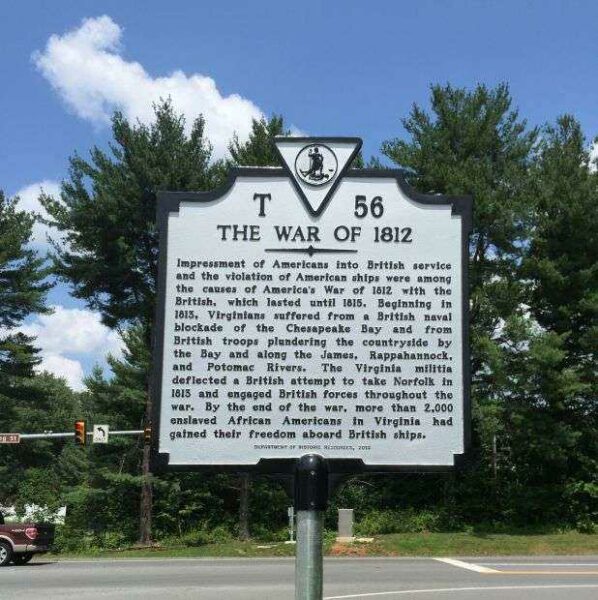 T 56
THE WAR OF 1812
Impressment of Americans into British service
and the violation of American ships were among
the causes of America's War of 1812 with the
British, which lasted until 1815. Beginning in
1813, Virginians suffered from a British naval
blockade of the Chesapeake Bay and from
British troops plundering the countryside by
the Bay and along the James, Rappahannock,
and Potomac Rivers. The Virginia militia
deflected a British attempt to take Norfolk in
1813 and engaged British forces throughout the
war. By the end of the war, more than 2,000
enslaved African Americans in Virginia had
gained their freedom aboard British ships.
DEPARTMENT OF HISTORIC RESOURCES,